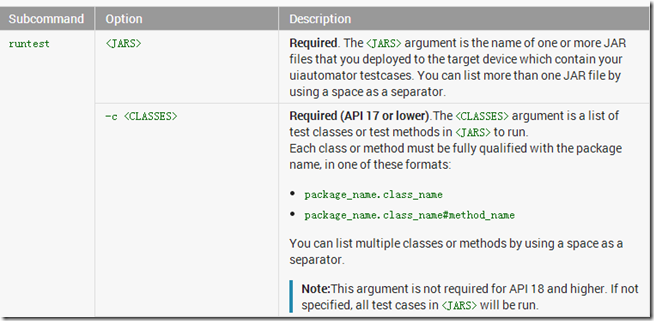 Subcommand Option Description
runtest <JARS> Required. The <JARS> argument is the name of one or more JAR
files that you deployed to the target device which contain your
uiautomator testcases. You can list more than one JAR file by
using a space as a separator.
-c <CLASSES> Required (API 17 or lower).The <CLASSES> argument is a list of
test classes or test methods in <JARS> to run.
Each class or method must be fully qualified with the package
name, in one of these formats:
• package_name.class_name
• package_name.class_name#method_name
You can list multiple classes or methods by using a space as a
separator.
Note:This argument is not required for API 18 and higher. If not
specified, all test cases in <JARS> will be run.